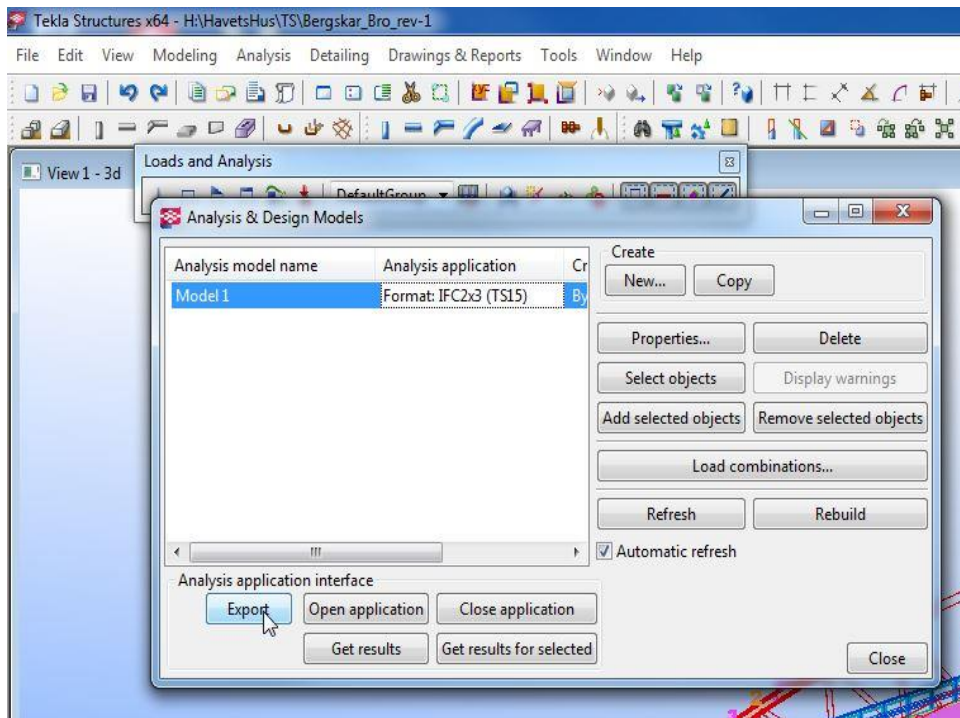 Tekla Structures x64 - H:\HavetsHus\TS\Bergskar_Bro_rev-1
File Edit View Modeling Analysis Detailing Drawings & Reports Tools Window Help
View 1 - 3d
Loads and Analysis
DefaultGroup
Analysis & Design Models
Analysis model name Analysis application Cr
Model 1 Format: IFC2x3 (TS15) By
Create
New... Copy
Properties... Delete
Select objects Display warnings
Add selected objects Remove selected objects
Load combinations...
Refresh Rebuild
Automatic refresh
Analysis application interface
Export Open application Close application
Get results Get results for selected
Close